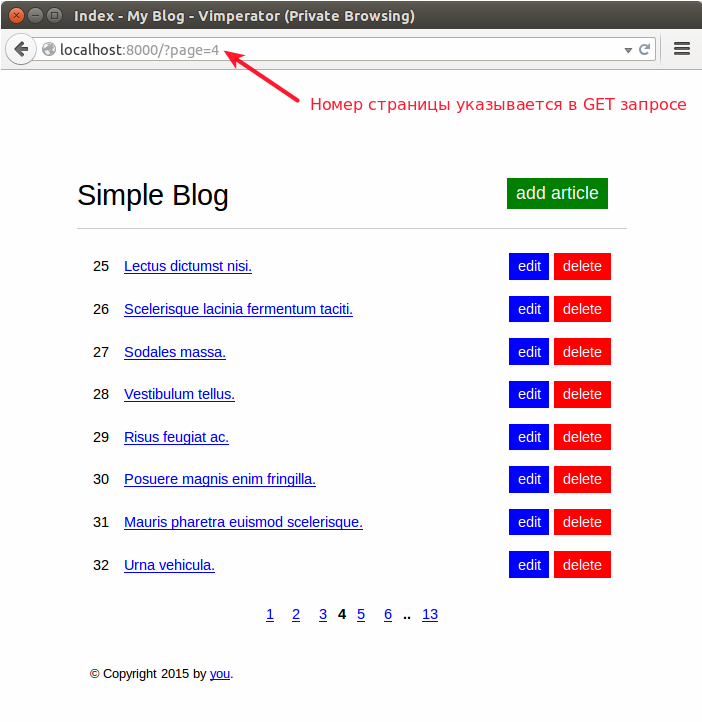 Index - My Blog - Vimperator (Private Browsing)
localhost:8000/?page=4
Номер страницы указывается в GET запросе
Simple Blog add article
25 Lectus dictumst nisi. edit delete
26 Scelerisque lacinia fermentum taciti. edit delete
27 Sodales massa. edit delete
28 Vestibulum tellus. edit delete
29 Risus feugiat ac. edit delete
30 Posuere magnis enim fringilla. edit delete
31 Mauris pharetra euismod scelerisque. edit delete
32 Urna vehicula. edit delete
1 2 3 4 5 6 .. 13
© Copyright 2015 by you.